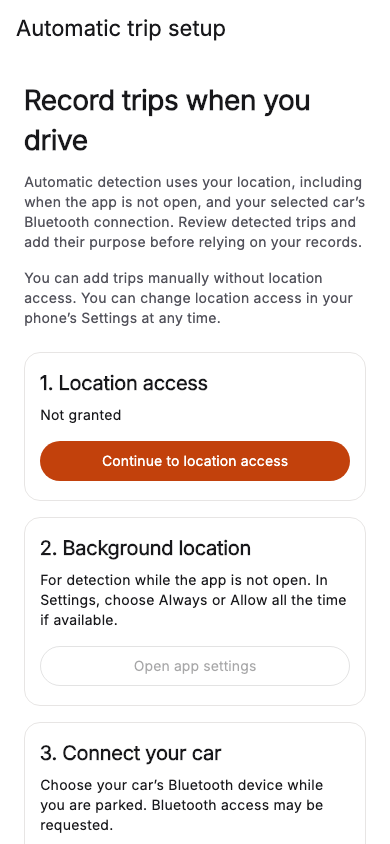 Automatic trip setup
Record trips when you
drive
Automatic detection uses your location, including
when the app is not open, and your selected car’s
Bluetooth connection. Review detected trips and
add their purpose before relying on your records.
You can add trips manually without location
access. You can change location access in your
phone’s Settings at any time.
1. Location access
Not granted
Continue to location access
2. Background location
For detection while the app is not open. In
Settings, choose Always or Allow all the time
if available.
Open app settings
3. Connect your car
Choose your car’s Bluetooth device while
you are parked. Bluetooth access may be
requested.